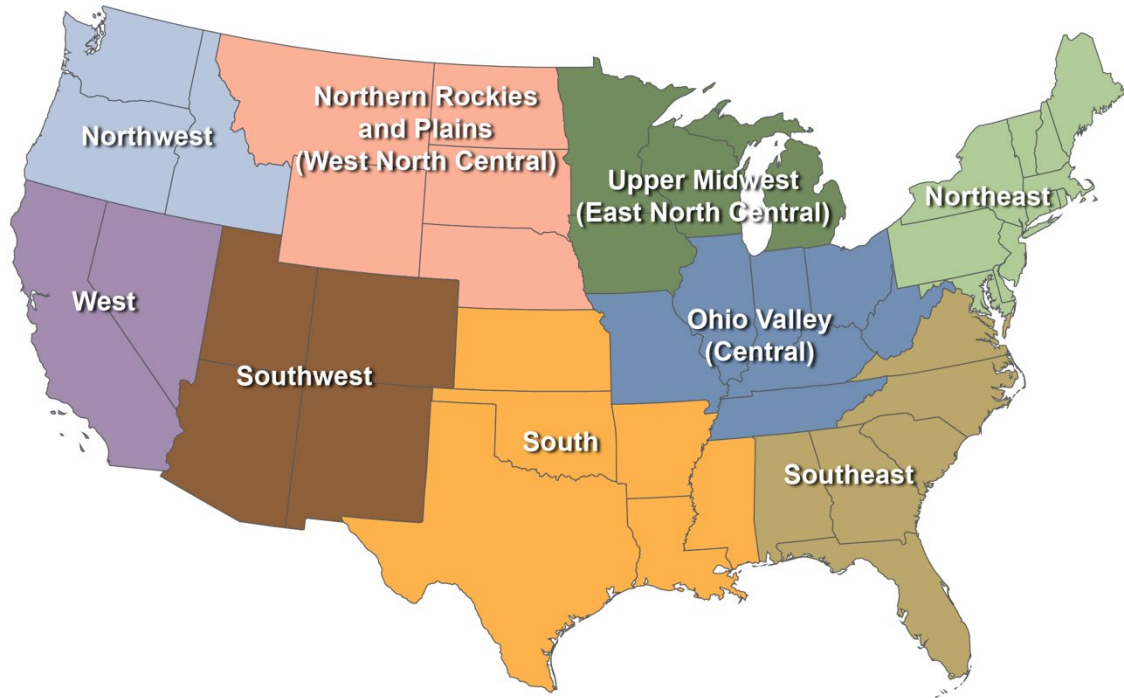 Northern Rockies
and Plains
(West North Central)
Northwest
Upper Midwest
(East North Central)
Northeast
West
Ohio Valley
(Central)
Southwest
South
Southeast